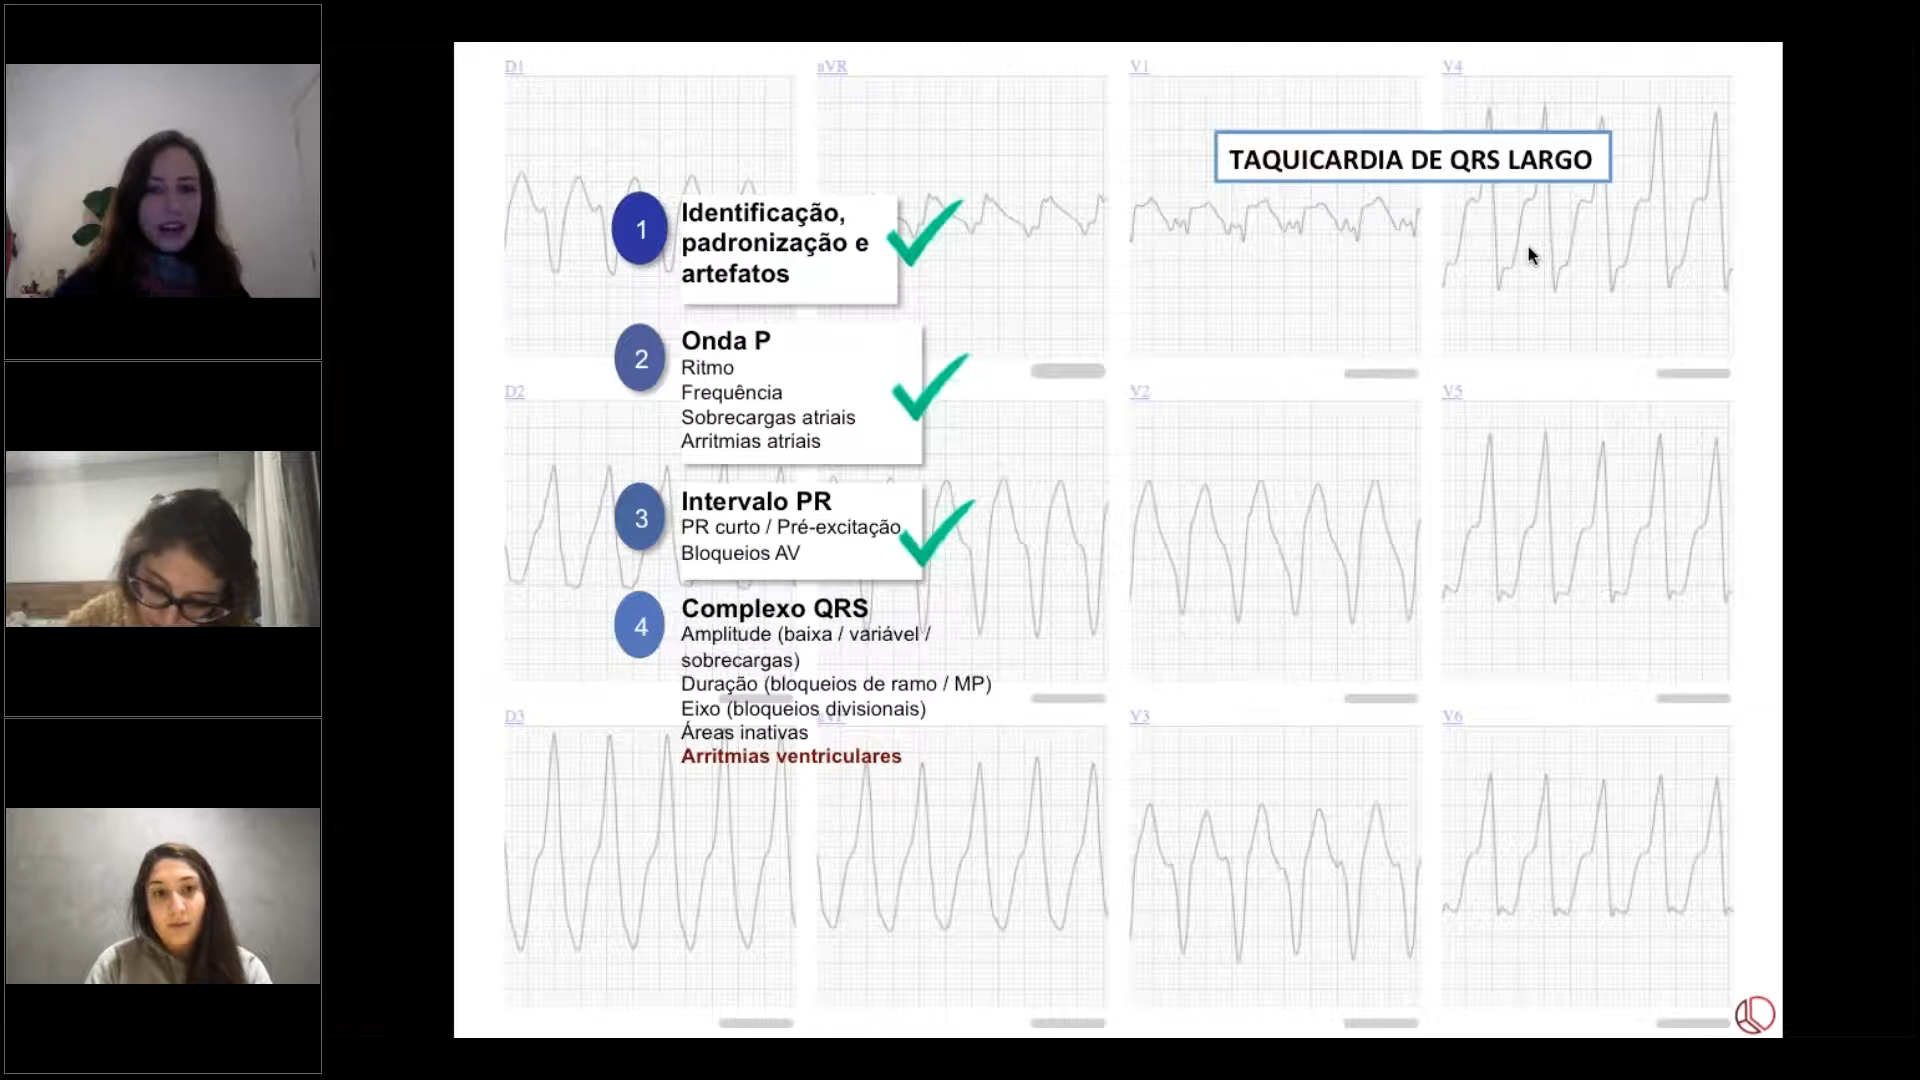 D1
aVR
V1
V4
TAQUICARDIA DE QRS LARGO
1
Identificação,
padronização e
artefatos
2
Onda P
Ritmo
Frequência
Sobrecargas atriais
Arritmias atriais
D2
V2
V5
3
Intervalo PR
PR curto / Pré-excitação
Bloqueios AV
4
Complexo QRS
Amplitude (baixa / variável /
sobrecargas)
Duração (bloqueios de ramo / MP)
Eixo (bloqueios divisionais)
Áreas inativas
Arritmias ventriculares
D3
V3
V6